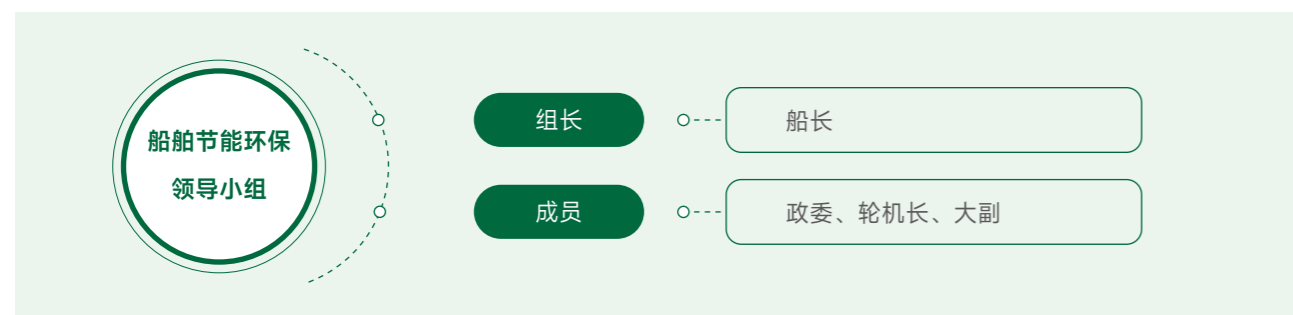 船舶节能环保
领导小组
组长
船长
成员
政委、轮机长、大副